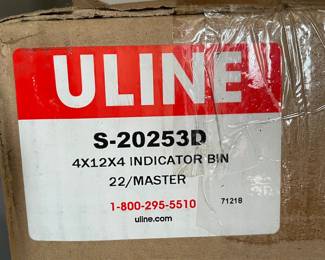 ULINE
S-20253D
4X12X4 INDICATOR BIN
22/MASTER
1-800-295-5510
uline.com
71218